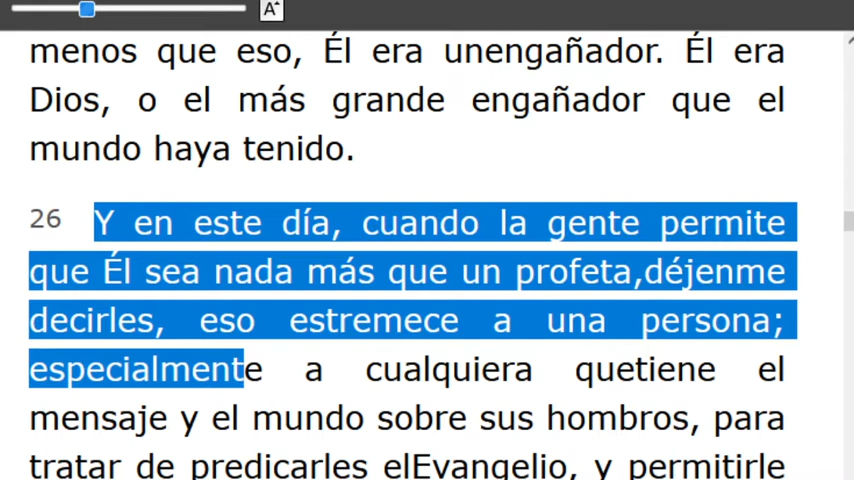 A
menos que eso, Él era unengañador. Él era
Dios, o el más grande engañador que el
mundo haya tenido.
26 Y en este día, cuando la gente permite
que Él sea nada más que un profeta,déjenme
decirles, eso estremece a una persona;
especialmente a cualquiera quetiene el
mensaje y el mundo sobre sus hombros, para
tratar de predicarles elEvangelio, y permitirle